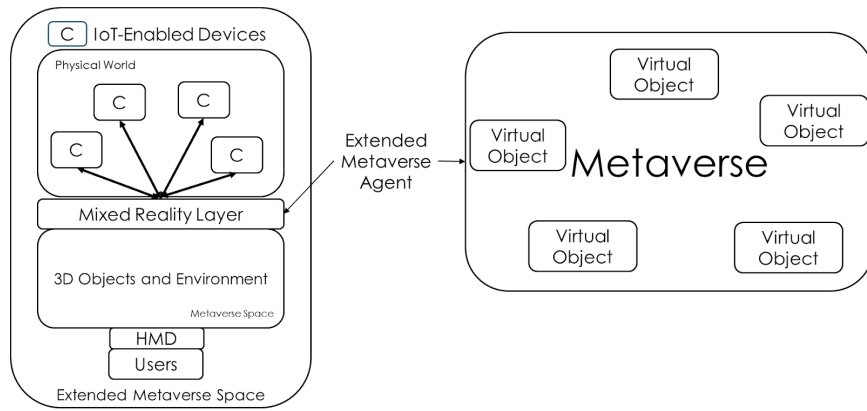 C IoT-Enabled Devices
Physical World
C
C
C
C
Mixed Reality Layer
3D Objects and Environment
Metaverse Space
HMD
Users
Extended Metaverse Space
Extended
Metaverse
Agent
Virtual
Object
Virtual
Object
Virtual
Object
Metaverse
Virtual
Object
Virtual
Object